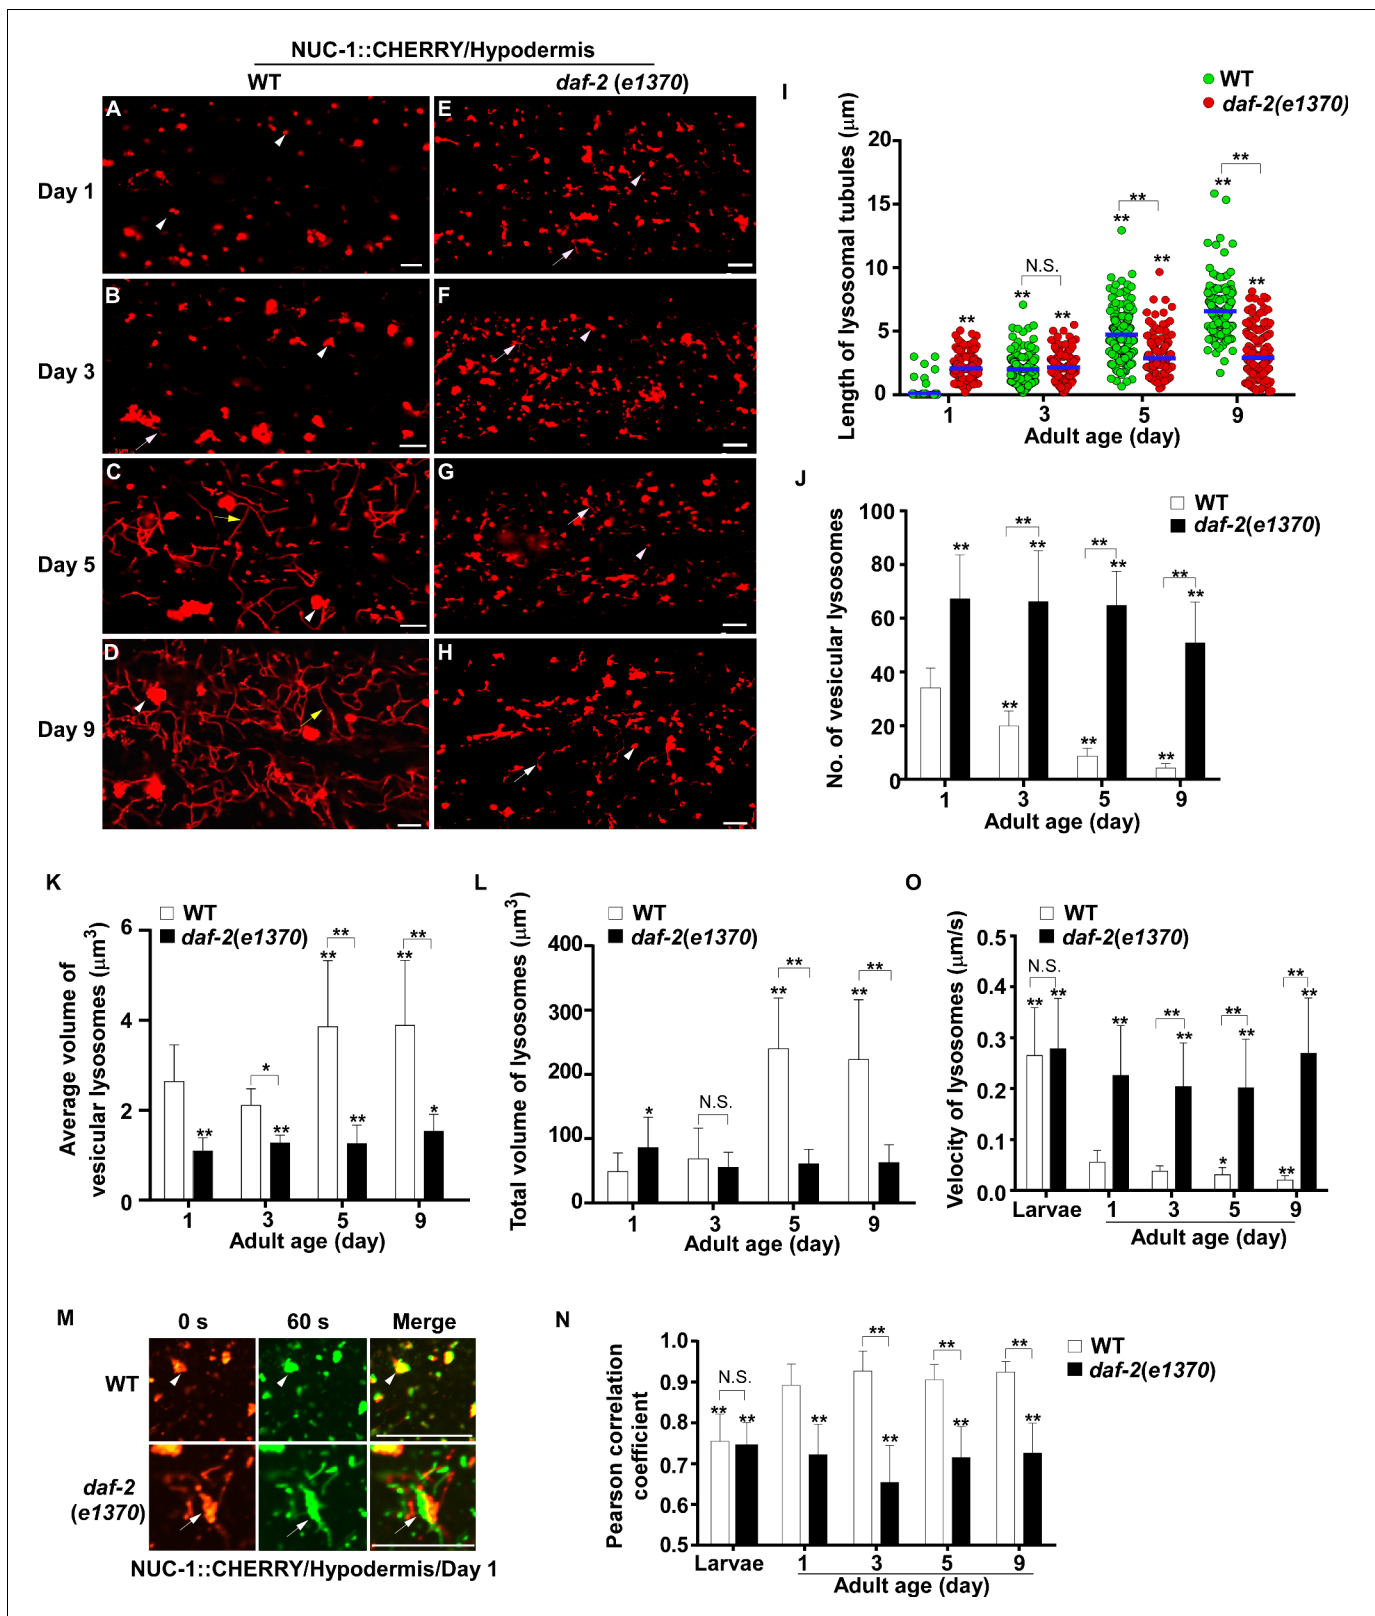 NUC-1::CHERRY/Hypodermis
WT
daf-2 (e1370)
Day 1
Day 3
Day 5
Day 9
A
E
B
F
C
G
D
H
I
WT
daf-2(e1370)
Length of lysosomal tubules (μm)
20
15
10
5
0
** ** N.S. ** ** ** ** ** ** ** **
1 3 5 9
Adult age (day)
J
WT
daf-2(e1370)
No. of vesicular lysosomes
100
80
60
40
20
0
** ** ** ** ** ** ** ** ** **
1 3 5 9
Adult age (day)
K
WT
daf-2(e1370)
Average volume of
vesicular lysosomes (μm³)
6
4
2
0
** * ** ** ** ** ** ** *
1 3 5 9
Adult age (day)
L
WT
daf-2(e1370)
Total volume of lysosomes (μm³)
400
300
200
100
0
* N.S. ** ** ** **
1 3 5 9
Adult age (day)
O
WT
daf-2(e1370)
Velocity of lysosomes (μm/s)
0.5
0.4
0.3
0.2
0.1
0.0
N.S. ** ** ** ** ** * ** ** **
Larvae 1 3 5 9
Adult age (day)
M
0 s 60 s Merge
WT
daf-2
(e1370)
NUC-1::CHERRY/Hypodermis/Day 1
N
WT
daf-2(e1370)
Pearson correlation
coefficient
1.0
0.9
0.8
0.7
0.6
0.5
N.S. ** ** ** ** ** ** ** ** **
Larvae 1 3 5 9
Adult age (day)